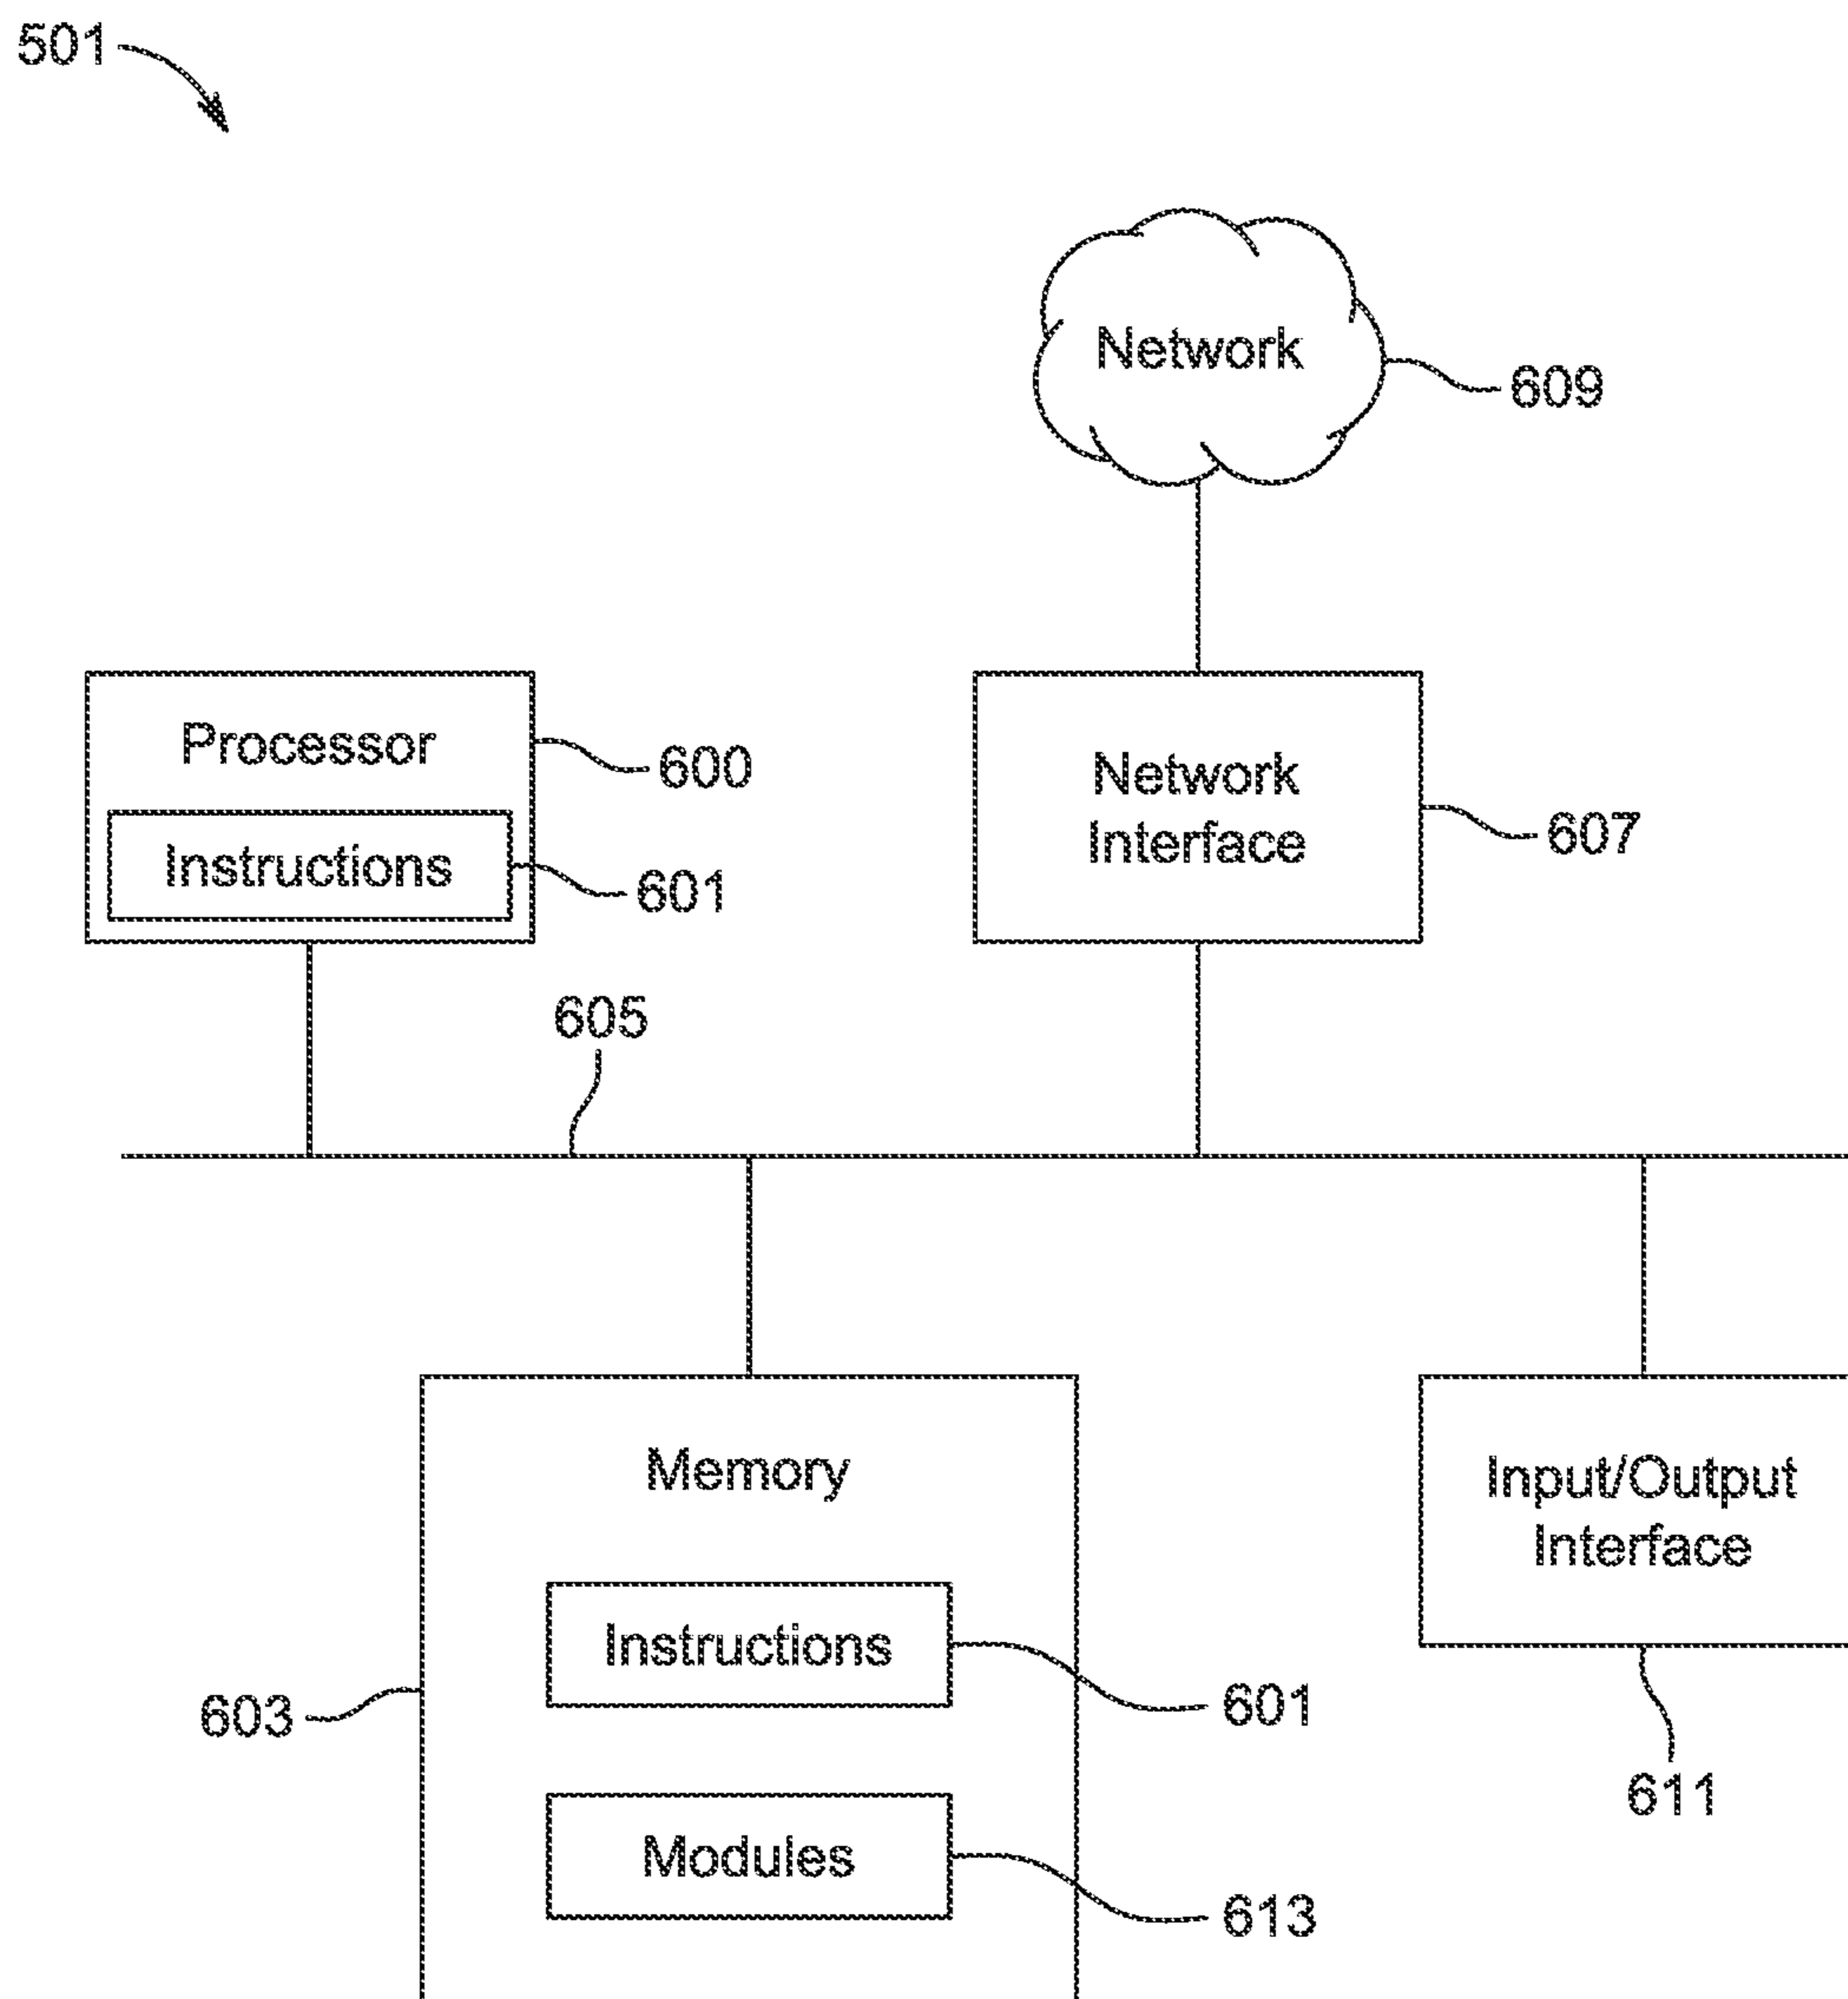 501
Network
609
Processor
600
Instructions
601
Network
Interface
607
605
Memory
Instructions
601
603
Modules
613
Input/Output
Interface
611